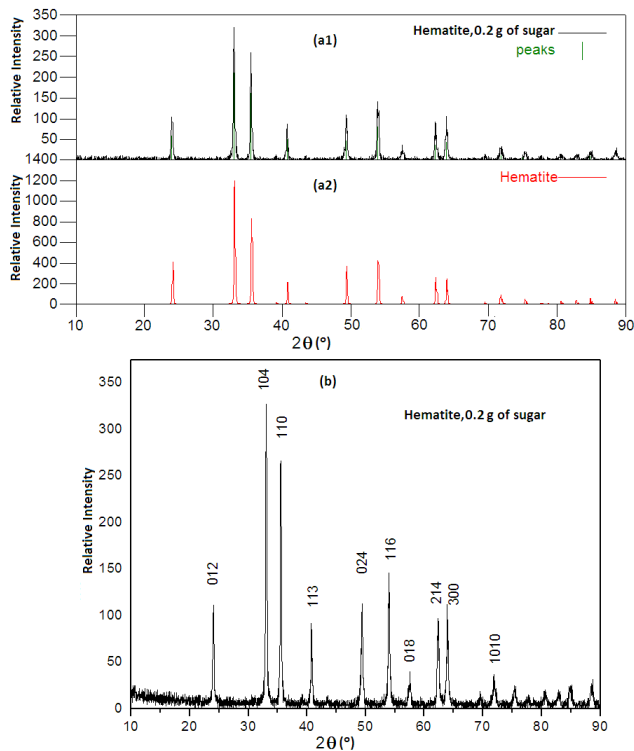 350
300
250
200
150
100
50
1400
Relative Intensity
(a1)
Hematite,0.2 g of sugar
peaks
1200
1000
800
600
400
200
0
Relative Intensity
(a2)
Hematite
10 20 30 40 50 60 70 80 90
2θ (°)
(b)
Hematite,0.2 g of sugar
350
300
250
200
150
100
50
0
Relative Intensity
012
104
110
113
024
116
018
214
300
1010
10 20 30 40 50 60 70 80 90
2θ (°)